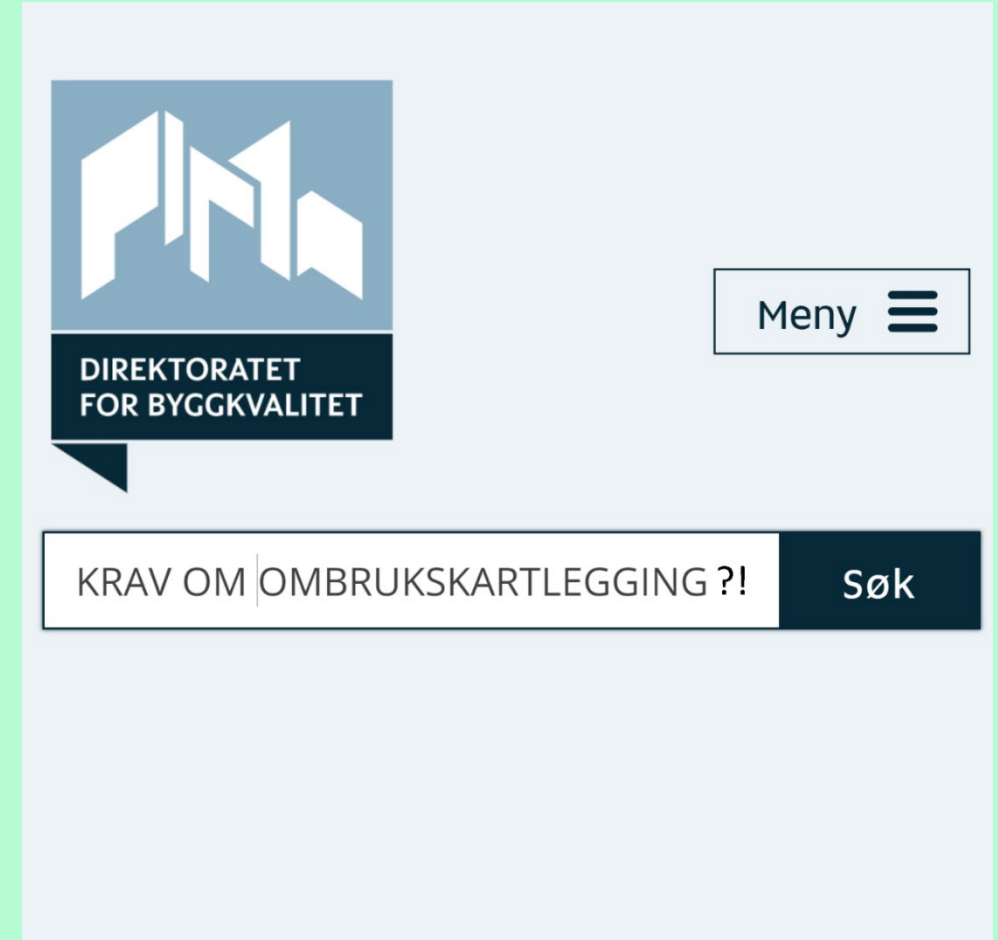 DIREKTORATET
FOR BYGGKVALITET
Meny
KRAV OM OMBRUKSKARTLEGGING ?!
Søk